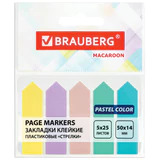 BRAUBERG
MACAROON
PASTEL COLOR
PAGE MARKERS
ЗАКЛАДКИ КЛЕЙКИЕ
ПЛАСТИКОВЫЕ «СТРЕЛКИ»
5x25
ЛИСТОВ
50x14
мм